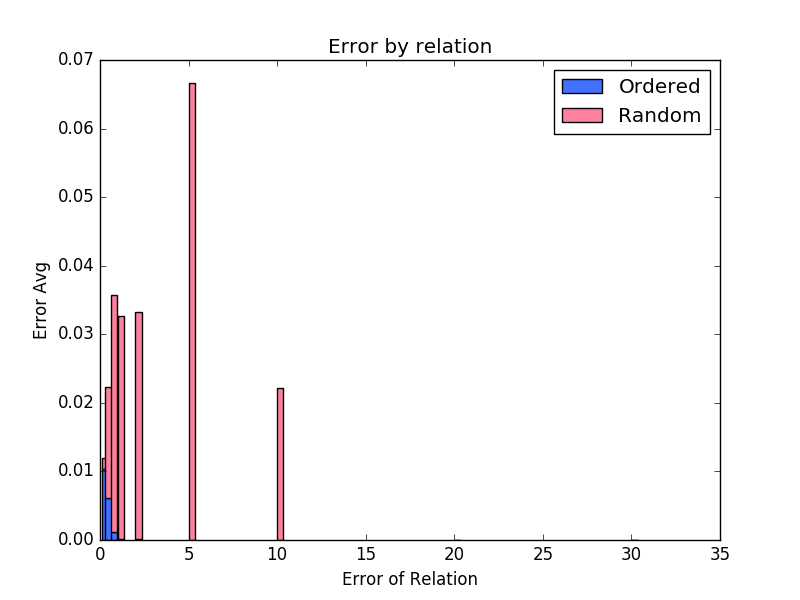 Error by relation
Ordered
Random
Error Avg
0.07
0.06
0.05
0.04
0.03
0.02
0.01
0.00
0 5 10 15 20 25 30 35
Error of Relation